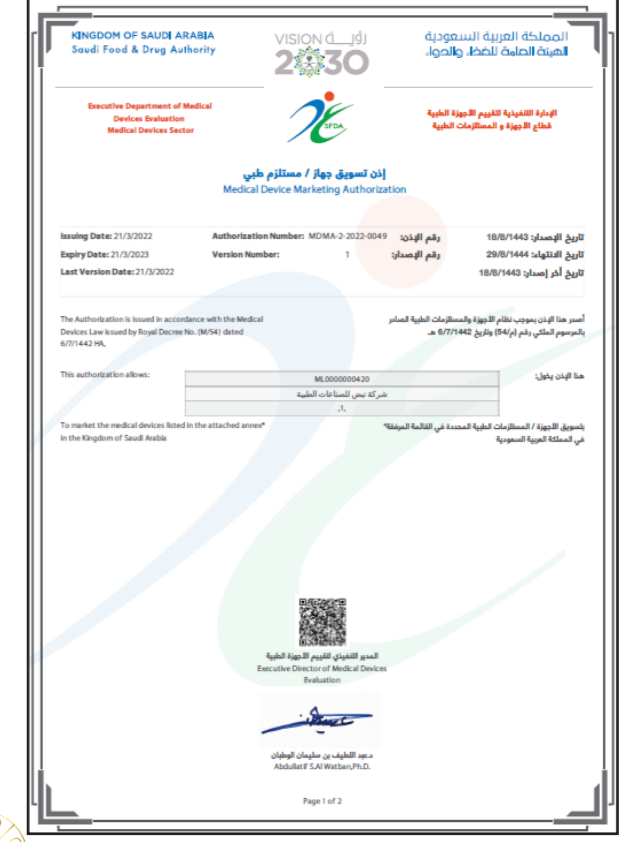 KINGDOM OF SAUDI ARABIA
Saudi Food & Drug Authority
VISION رؤيــــة
2030
المملكة العربية السعودية
الهيئة العامة للغذاء والدواء
Executive Department of Medical
Devices Evaluation
Medical Devices Sector
SFDA
الإدارة التنفيذية لتقييم الأجهزة الطبية
قطاع الأجهزة و المستلزمات الطبية
إذن تسويق جهاز / مستلزم طبي
Medical Device Marketing Authorization
Issuing Date: 21/3/2022
Authorization Number: MDMA-2-2022-0049 رقم الإذن:
تاريخ الإصدار: 18/8/1443
Expiry Date: 21/3/2023
Version Number: 1 رقم الإصدار:
تاريخ الانتهاء: 29/8/1444
Last Version Date: 21/3/2022
تاريخ أخر إصدار: 18/8/1443
The Authorization is issued in accordance with the Medical
Devices Law issued by Royal Decree No. (M/54) dated
6/7/1442 HA,
أصدر هذا الإذن بموجب نظام الأجهزة والمستلزمات الطبية الصادر
بالمرسوم الملكي رقم (م/54) وتاريخ 6/7/1442 هـ.
This authorization allows:
هذا الإذن يخول:
ML0000000420
شركة نبض للصناعات الطبية
,1,
To market the medical devices listed in the attached annex*
in the Kingdom of Saudi Arabia
بتسويق الأجهزة / المستلزمات الطبية المحددة في القائمة المرفقة*
في المملكة العربية السعودية
المدير التنفيذي لتقييم الأجهزة الطبية
Executive Director of Medical Devices
Evaluation
د.عبد اللطيف بن سليمان الوطبان
Abdullatif S.Al Watban,Ph.D.
Page 1 of 2